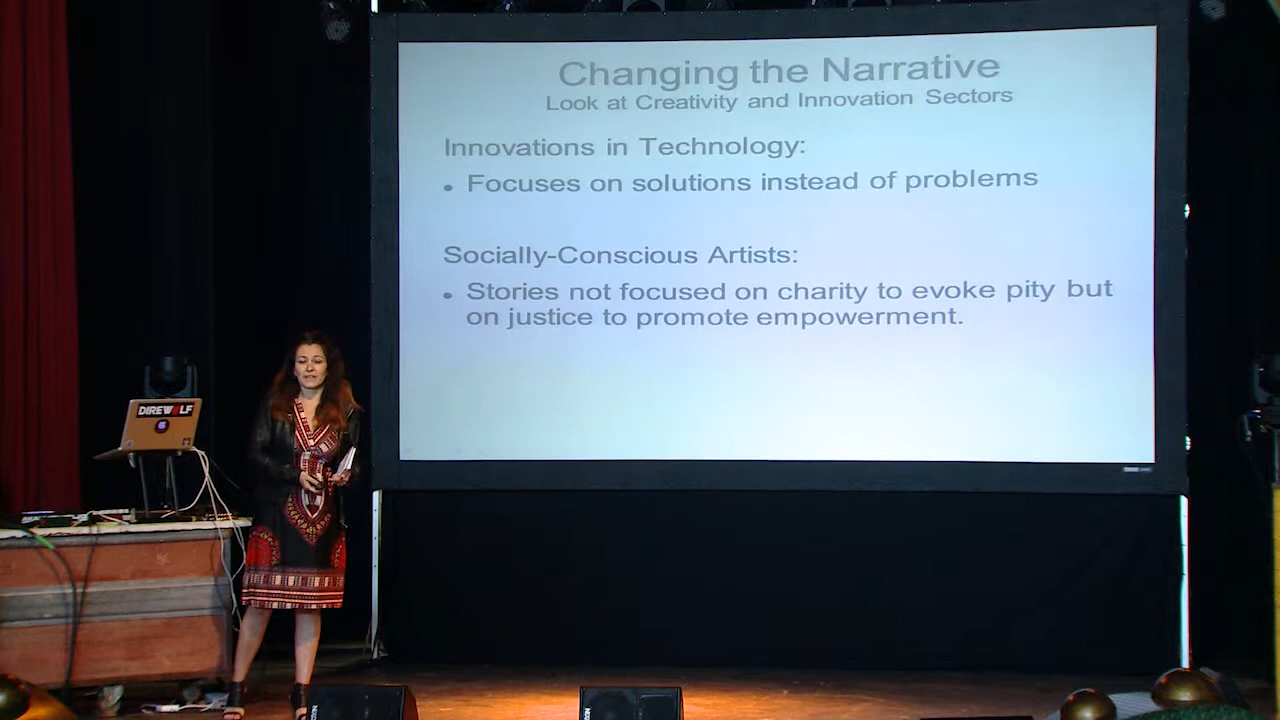 Changing the Narrative
Look at Creativity and Innovation Sectors
Innovations in Technology:
• Focuses on solutions instead of problems
Socially-Conscious Artists:
• Stories not focused on charity to evoke pity but
on justice to promote empowerment.
DIREWOLF